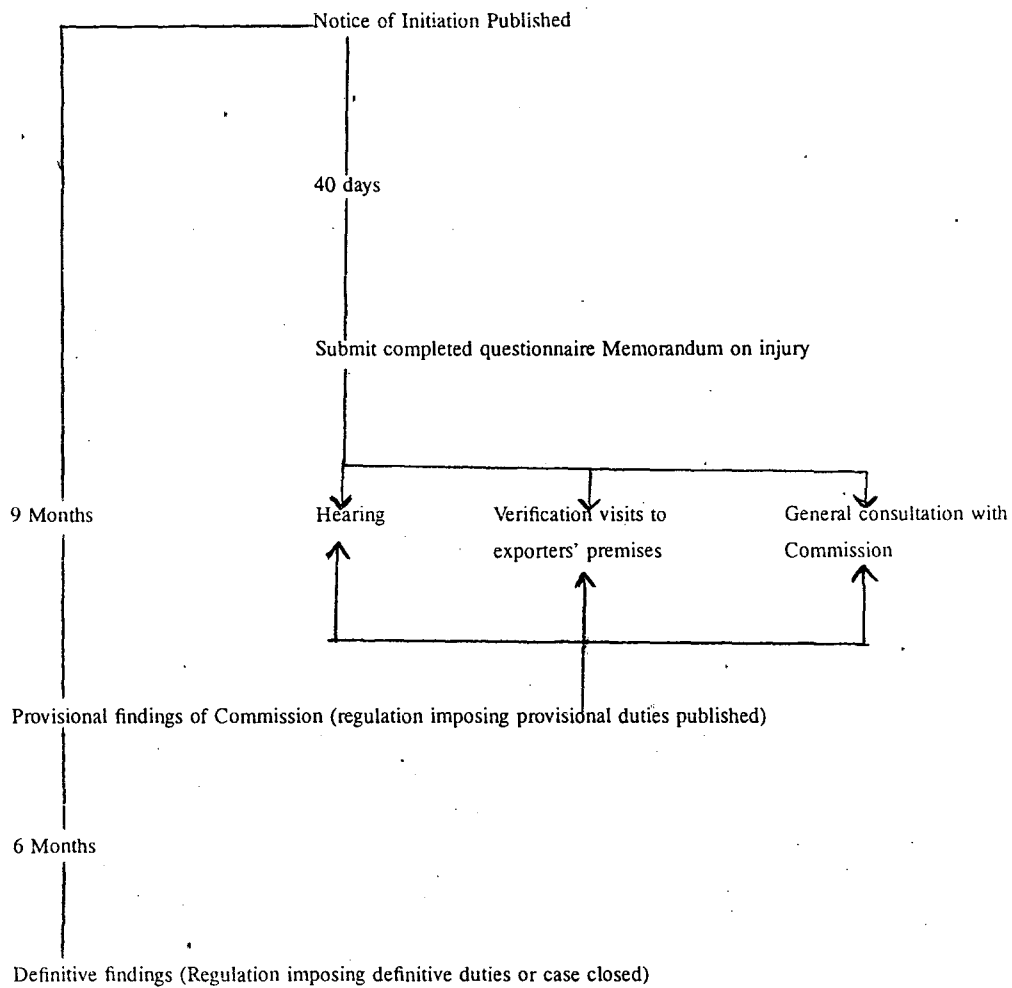 Notice of Initiation Published
40 days
Submit completed questionnaire Memorandum on injury
9 Months
Hearing
Verification visits to
exporters' premises
General consultation with
Commission
Provisional findings of Commission (regulation imposing provisional duties published)
6 Months
Definitive findings (Regulation imposing definitive duties or case closed)